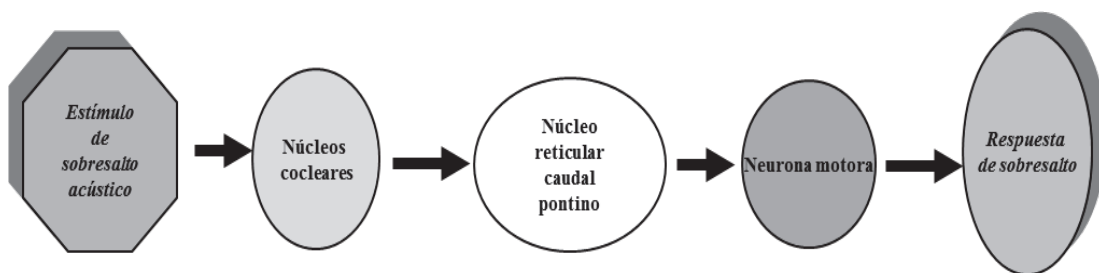 Estímulo
de
sobresalto
acústico
Núcleos
cocleares
Núcleo
reticular
caudal
pontino
Neurona motora
Respuesta
de sobresalto